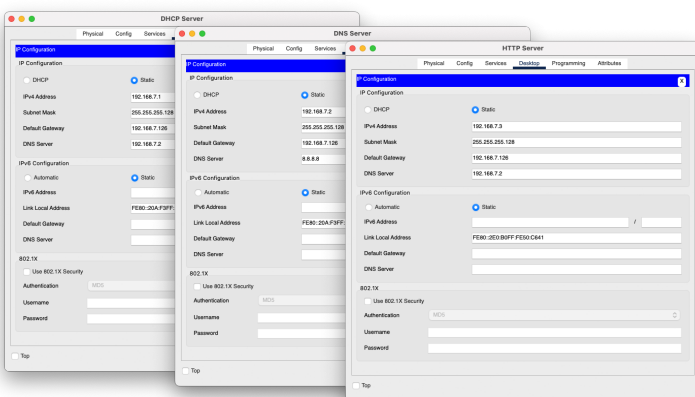 DHCP Server
Physical Config Services
IP Configuration
IP Configuration
DHCP Static
IPv4 Address 192.168.7.1
Subnet Mask 255.255.255.128
Default Gateway 192.168.7.126
DNS Server 192.168.7.2
IPv6 Configuration
Automatic Static
IPv6 Address
Link Local Address FE80::20A:F3FF:
Default Gateway
DNS Server
802.1X
Use 802.1X Security
Authentication MD5
Username
Password
Top
DNS Server
Physical Config Services
IP Configuration
IP Configuration
DHCP Static
IPv4 Address 192.168.7.2
Subnet Mask 255.255.255.128
Default Gateway 192.168.7.126
DNS Server 8.8.8.8
IPv6 Configuration
Automatic Static
IPv6 Address
Link Local Address FE80::20A:F3FF:
Default Gateway
DNS Server
802.1X
Use 802.1X Security
Authentication MD5
Username
Password
Top
HTTP Server
Physical Config Services Desktop Programming Attributes
IP Configuration X
IP Configuration
DHCP Static
IPv4 Address 192.168.7.3
Subnet Mask 255.255.255.128
Default Gateway 192.168.7.126
DNS Server 192.168.7.2
IPv6 Configuration
Automatic Static
IPv6 Address /
Link Local Address FE80::2E0:B0FF:FE50:C641
Default Gateway
DNS Server
802.1X
Use 802.1X Security
Authentication MD5
Username
Password
Top